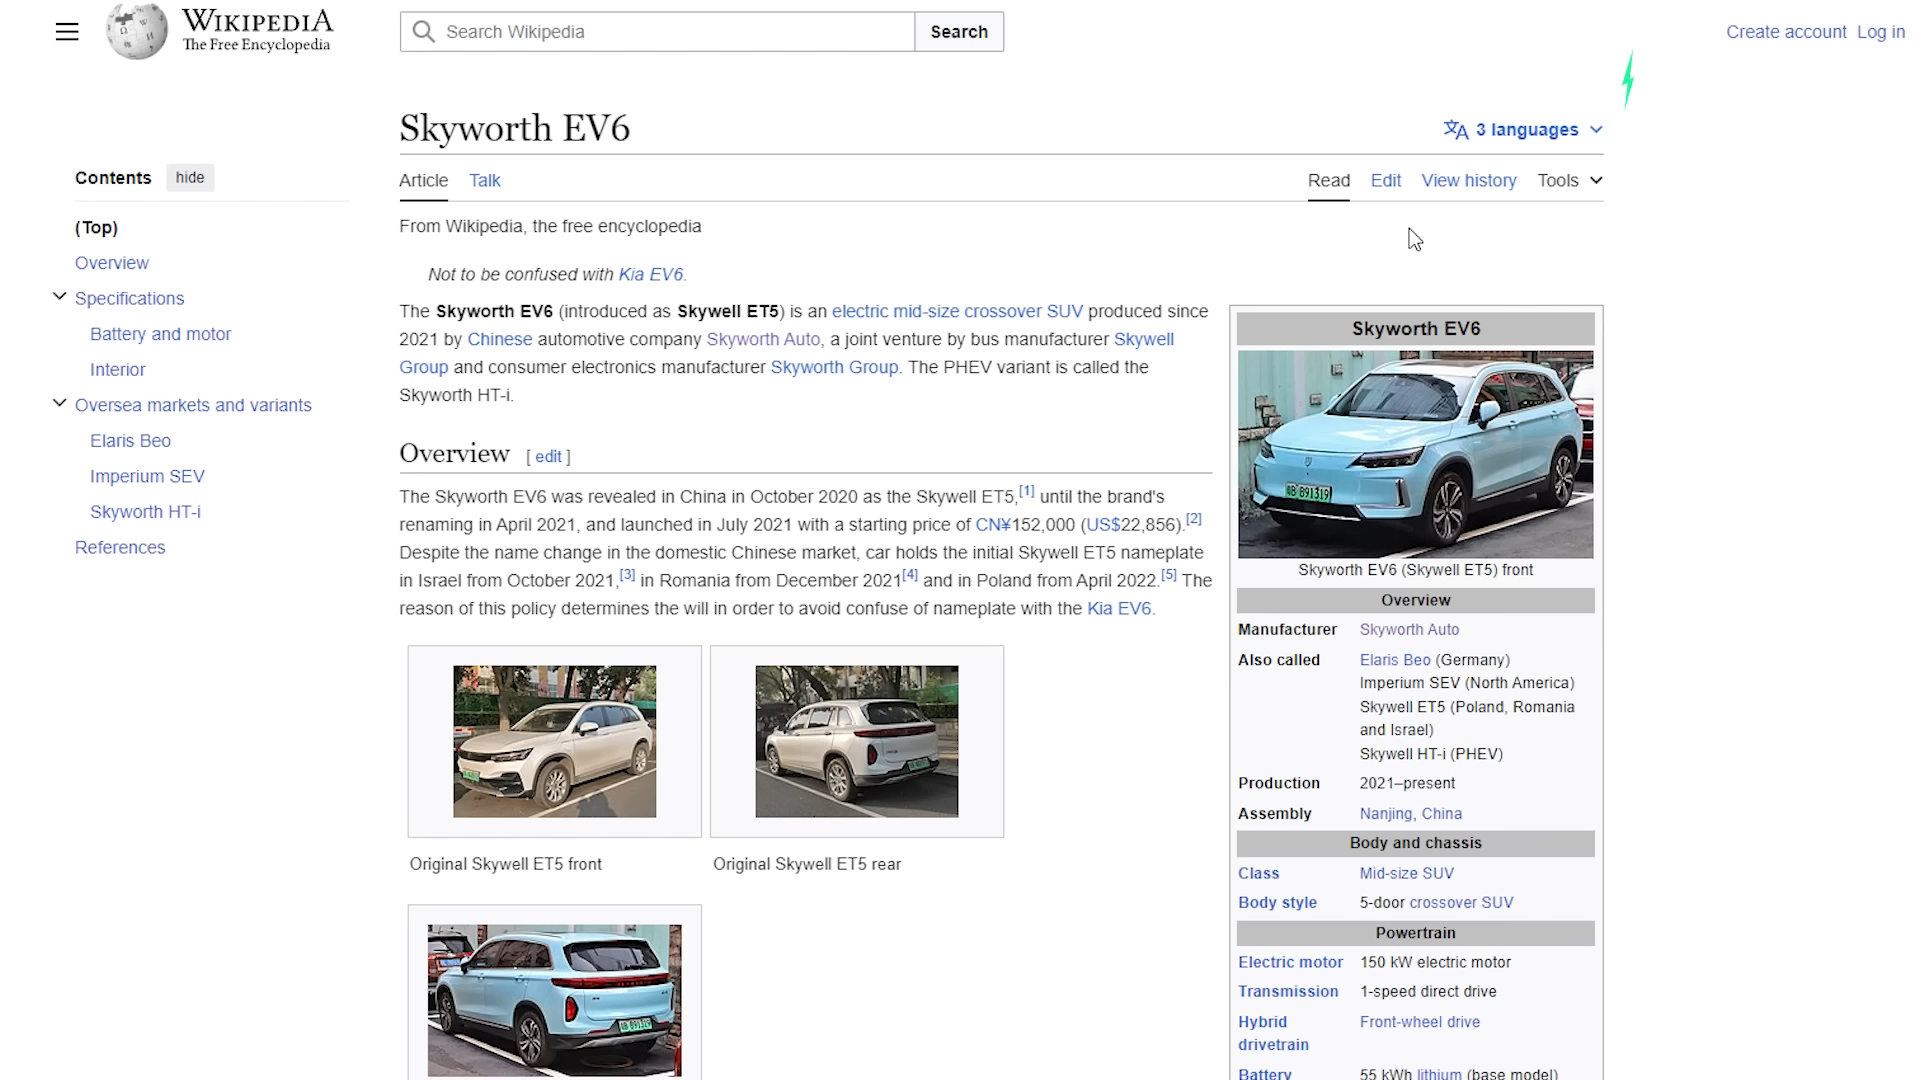 WIKIPEDIA
The Free Encyclopedia
Search Wikipedia
Search
Create account Log in
Skyworth EV6
3 languages
Contents hide
Article Talk
Read Edit View history Tools
(Top)
Overview
Specifications
Battery and motor
Interior
Oversea markets and variants
Elaris Beo
Imperium SEV
Skyworth HT-i
References
From Wikipedia, the free encyclopedia
Not to be confused with Kia EV6.
The Skyworth EV6 (introduced as Skywell ET5) is an electric mid-size crossover SUV produced since
2021 by Chinese automotive company Skyworth Auto, a joint venture by bus manufacturer Skywell
Group and consumer electronics manufacturer Skyworth Group. The PHEV variant is called the
Skyworth HT-i.
Overview [ edit ]
The Skyworth EV6 was revealed in China in October 2020 as the Skywell ET5,[1] until the brand's
renaming in April 2021, and launched in July 2021 with a starting price of CN¥152,000 (US$22,856).[2]
Despite the name change in the domestic Chinese market, car holds the initial Skywell ET5 nameplate
in Israel from October 2021,[3] in Romania from December 2021[4] and in Poland from April 2022.[5] The
reason of this policy determines the will in order to avoid confuse of nameplate with the Kia EV6.
Original Skywell ET5 front
Original Skywell ET5 rear
Skyworth EV6
Skyworth EV6 (Skywell ET5) front
Overview
Manufacturer Skyworth Auto
Also called Elaris Beo (Germany)
Imperium SEV (North America)
Skywell ET5 (Poland, Romania
and Israel)
Skywell HT-i (PHEV)
Production 2021–present
Assembly Nanjing, China
Body and chassis
Class Mid-size SUV
Body style 5-door crossover SUV
Powertrain
Electric motor 150 kW electric motor
Transmission 1-speed direct drive
Hybrid Front-wheel drive
drivetrain
Battery 55 kWh lithium (base model)